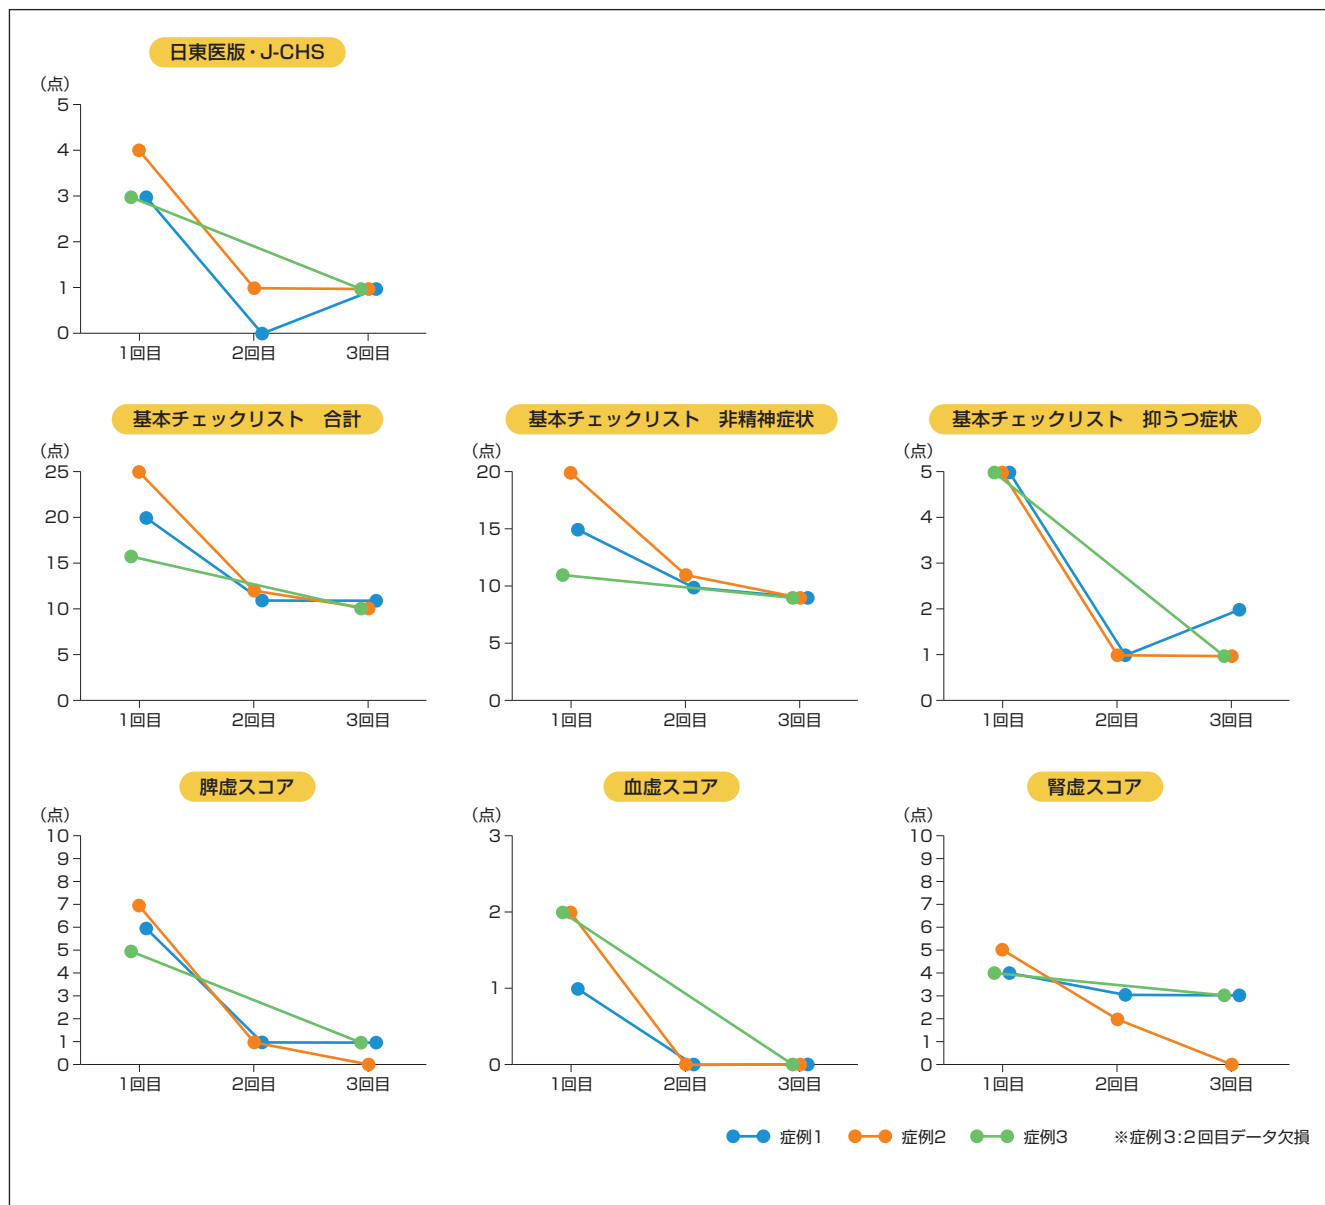 日東医版・J-CHS
（点）
5
4
3
2
1
0
1回目 2回目 3回目
基本チェックリスト 合計
（点）
25
20
15
10
5
0
1回目 2回目 3回目
基本チェックリスト 非精神症状
（点）
20
15
10
5
0
1回目 2回目 3回目
基本チェックリスト 抑うつ症状
（点）
5
4
3
2
1
0
1回目 2回目 3回目
脾虚スコア
（点）
10
9
8
7
6
5
4
3
2
1
0
1回目 2回目 3回目
血虚スコア
（点）
3
2
1
0
1回目 2回目 3回目
腎虚スコア
（点）
10
9
8
7
6
5
4
3
2
1
0
1回目 2回目 3回目
症例1 症例2 症例3 ※症例3:2回目データ欠損